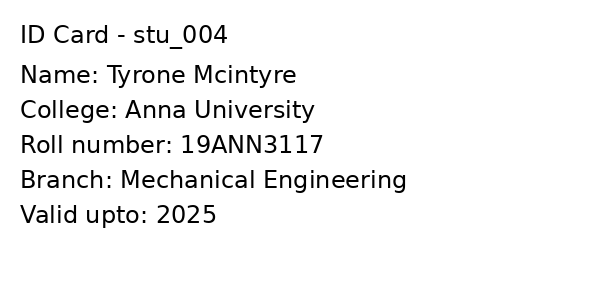 ID Card - stu_004
Name: Tyrone Mcintyre
College: Anna University
Roll number: 19ANN3117
Branch: Mechanical Engineering
Valid upto: 2025